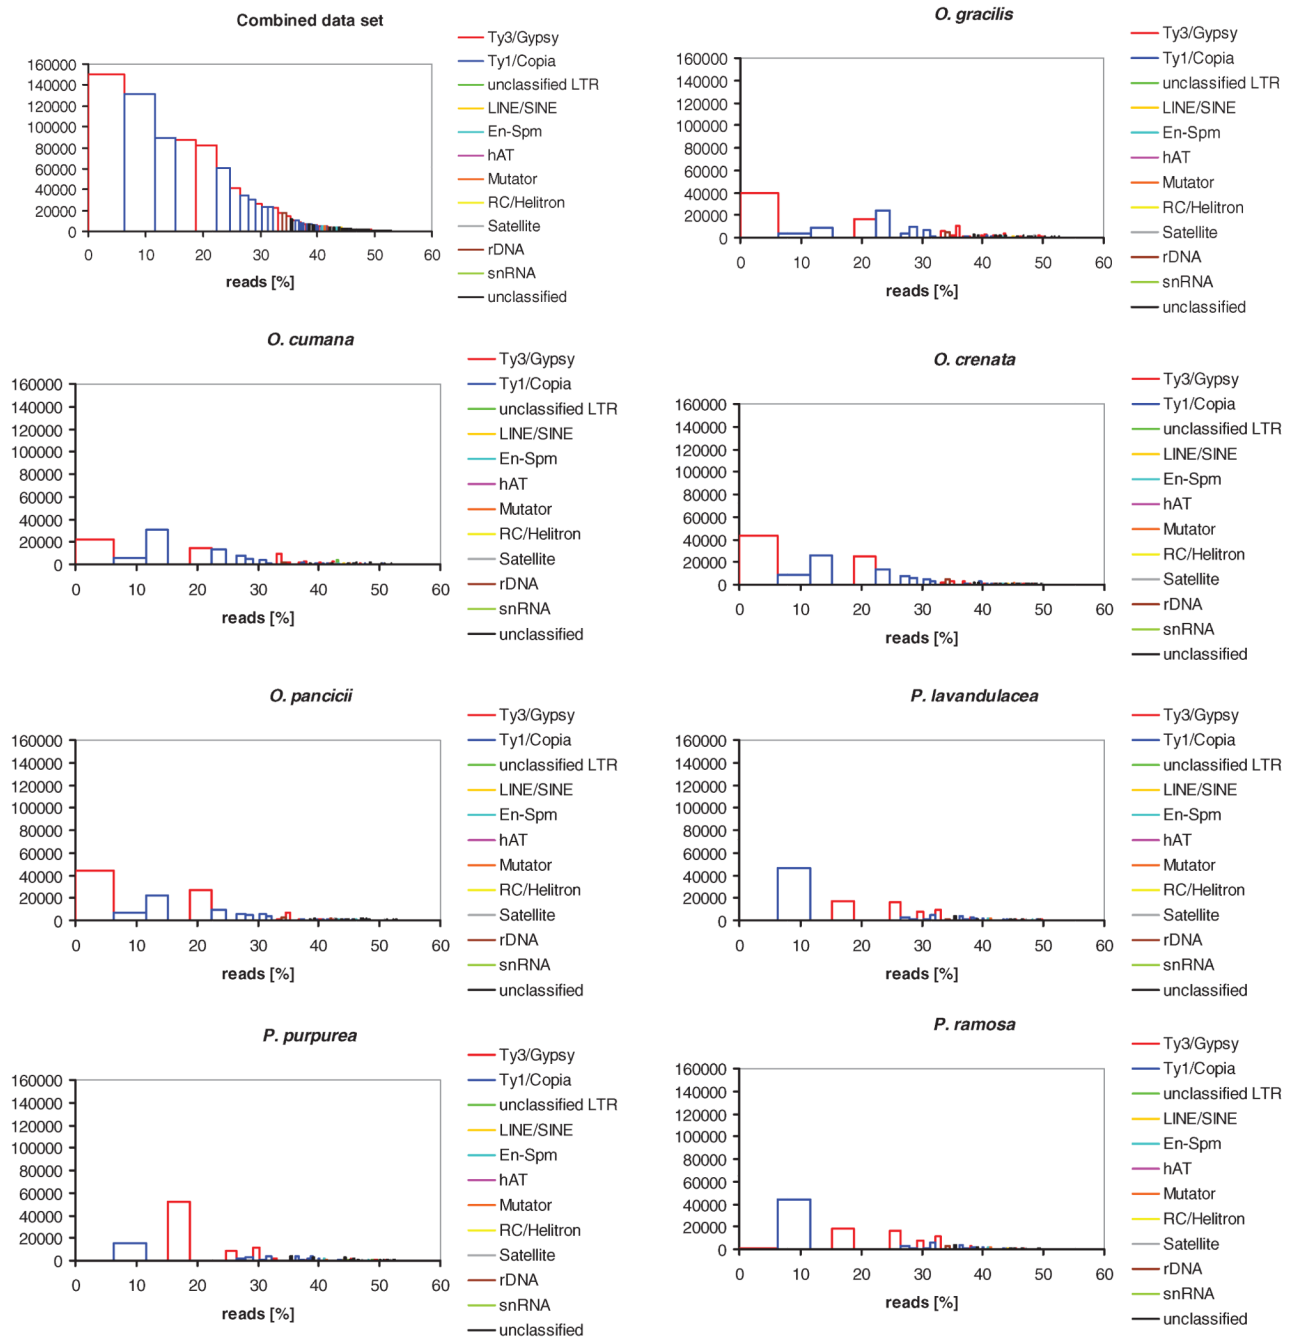 Combined data set
Ty3/Gypsy
Ty1/Copia
unclassified LTR
LINE/SINE
En-Spm
hAT
Mutator
RC/Helitron
Satellite
rDNA
snRNA
unclassified
160000
140000
120000
100000
80000
60000
40000
20000
0
0 10 20 30 40 50 60
reads [%]
O. gracilis
Ty3/Gypsy
Ty1/Copia
unclassified LTR
LINE/SINE
En-Spm
hAT
Mutator
RC/Helitron
Satellite
rDNA
snRNA
unclassified
160000
140000
120000
100000
80000
60000
40000
20000
0
0 10 20 30 40 50 60
reads [%]
O. cumana
Ty3/Gypsy
Ty1/Copia
unclassified LTR
LINE/SINE
En-Spm
hAT
Mutator
RC/Helitron
Satellite
rDNA
snRNA
unclassified
160000
140000
120000
100000
80000
60000
40000
20000
0
0 10 20 30 40 50 60
reads [%]
O. crenata
Ty3/Gypsy
Ty1/Copia
unclassified LTR
LINE/SINE
En-Spm
hAT
Mutator
RC/Helitron
Satellite
rDNA
snRNA
unclassified
160000
140000
120000
100000
80000
60000
40000
20000
0
0 10 20 30 40 50 60
reads [%]
O. pancicii
Ty3/Gypsy
Ty1/Copia
unclassified LTR
LINE/SINE
En-Spm
hAT
Mutator
RC/Helitron
Satellite
rDNA
snRNA
unclassified
160000
140000
120000
100000
80000
60000
40000
20000
0
0 10 20 30 40 50 60
reads [%]
P. lavandulacea
Ty3/Gypsy
Ty1/Copia
unclassified LTR
LINE/SINE
En-Spm
hAT
Mutator
RC/Helitron
Satellite
rDNA
snRNA
unclassified
160000
140000
120000
100000
80000
60000
40000
20000
0
0 10 20 30 40 50 60
reads [%]
P. purpurea
Ty3/Gypsy
Ty1/Copia
unclassified LTR
LINE/SINE
En-Spm
hAT
Mutator
RC/Helitron
Satellite
rDNA
snRNA
unclassified
160000
140000
120000
100000
80000
60000
40000
20000
0
0 10 20 30 40 50 60
reads [%]
P. ramosa
Ty3/Gypsy
Ty1/Copia
unclassified LTR
LINE/SINE
En-Spm
hAT
Mutator
RC/Helitron
Satellite
rDNA
snRNA
unclassified
160000
140000
120000
100000
80000
60000
40000
20000
0
0 10 20 30 40 50 60
reads [%]